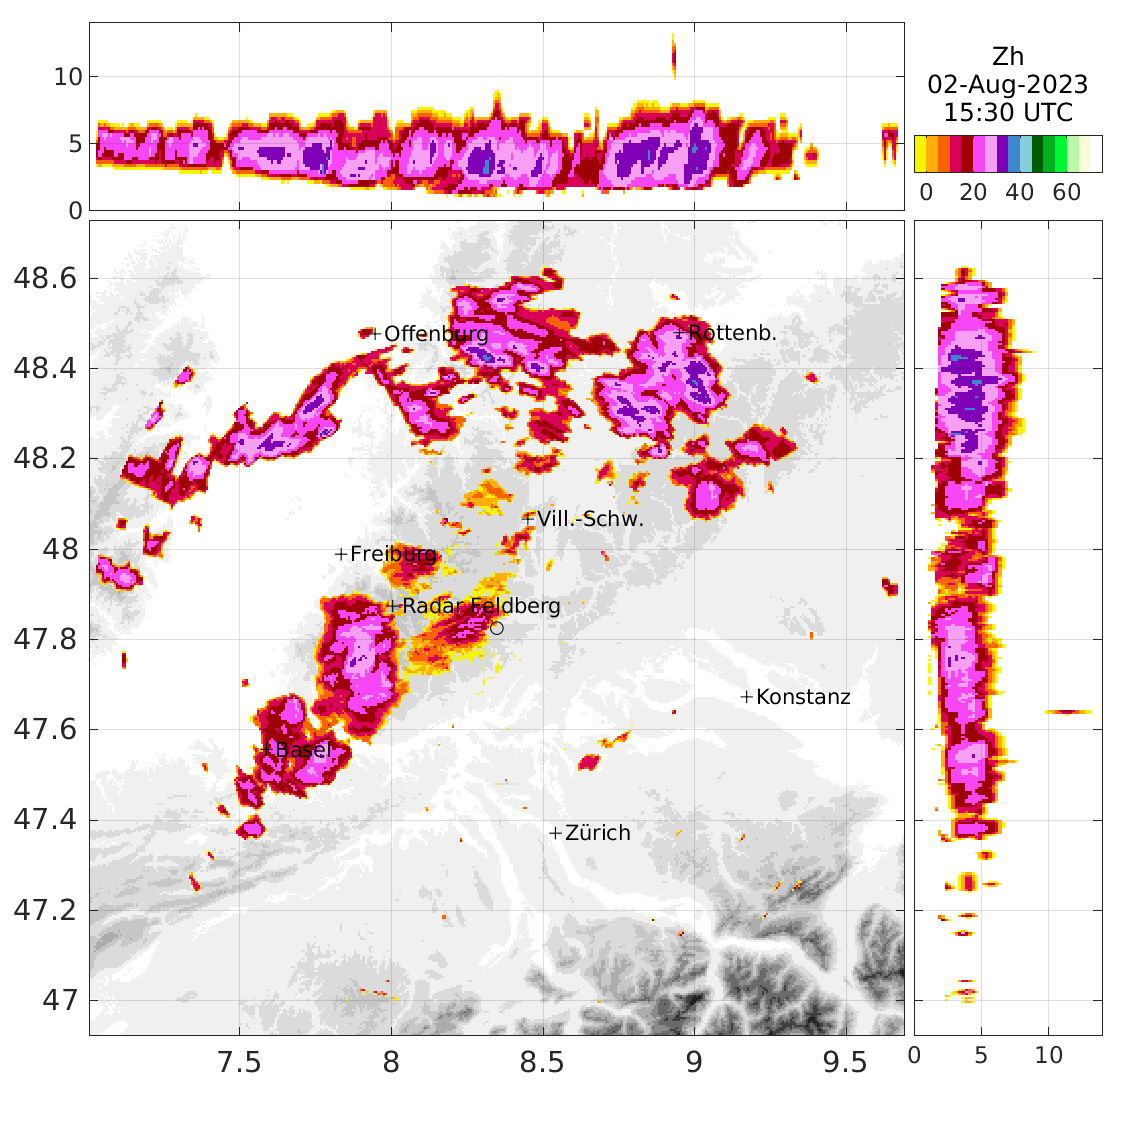 10
5
0
Zh
02-Aug-2023
15:30 UTC
0 20 40 60
48.6
48.4
48.2
48
47.8
47.6
47.4
47.2
47
Offenburg
Rottenb.
Vill.-Schw.
Freiburg
Radar Feldberg
Konstanz
Basel
Zürich
7.5 8 8.5 9 9.5
0 5 10